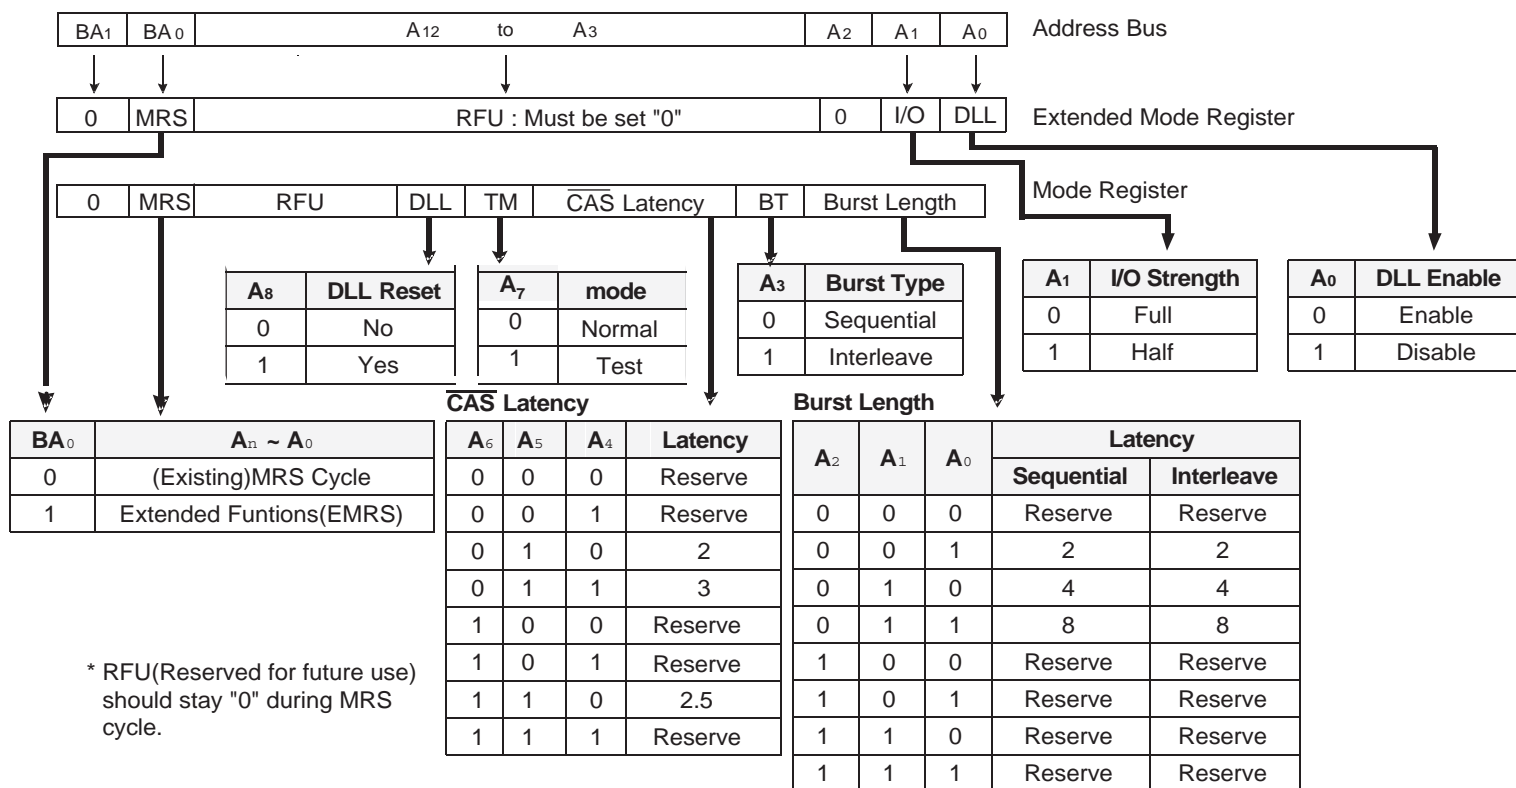 BA1 BA0 A12 to A3 A2 A1 A0 Address Bus
0 MRS RFU : Must be set "0" 0 I/O DLL Extended Mode Register
0 MRS RFU DLL TM CAS Latency BT Burst Length Mode Register
A8 DLL Reset
0 No
1 Yes
A7 mode
0 Normal
1 Test
A3 Burst Type
0 Sequential
1 Interleave
A1 I/O Strength
0 Full
1 Half
A0 DLL Enable
0 Enable
1 Disable
BA0 An ~ A0
0 (Existing)MRS Cycle
1 Extended Funtions(EMRS)
* RFU(Reserved for future use)
should stay "0" during MRS
cycle.
CAS Latency
A6 A5 A4 Latency
0 0 0 Reserve
0 0 1 Reserve
0 1 0 2
0 1 1 3
1 0 0 Reserve
1 0 1 Reserve
1 1 0 2.5
1 1 1 Reserve
Burst Length
A2 A1 A0 Latency
Sequential Interleave
0 0 0 Reserve Reserve
0 0 1 2 2
0 1 0 4 4
0 1 1 8 8
1 0 0 Reserve Reserve
1 0 1 Reserve Reserve
1 1 0 Reserve Reserve
1 1 1 Reserve Reserve